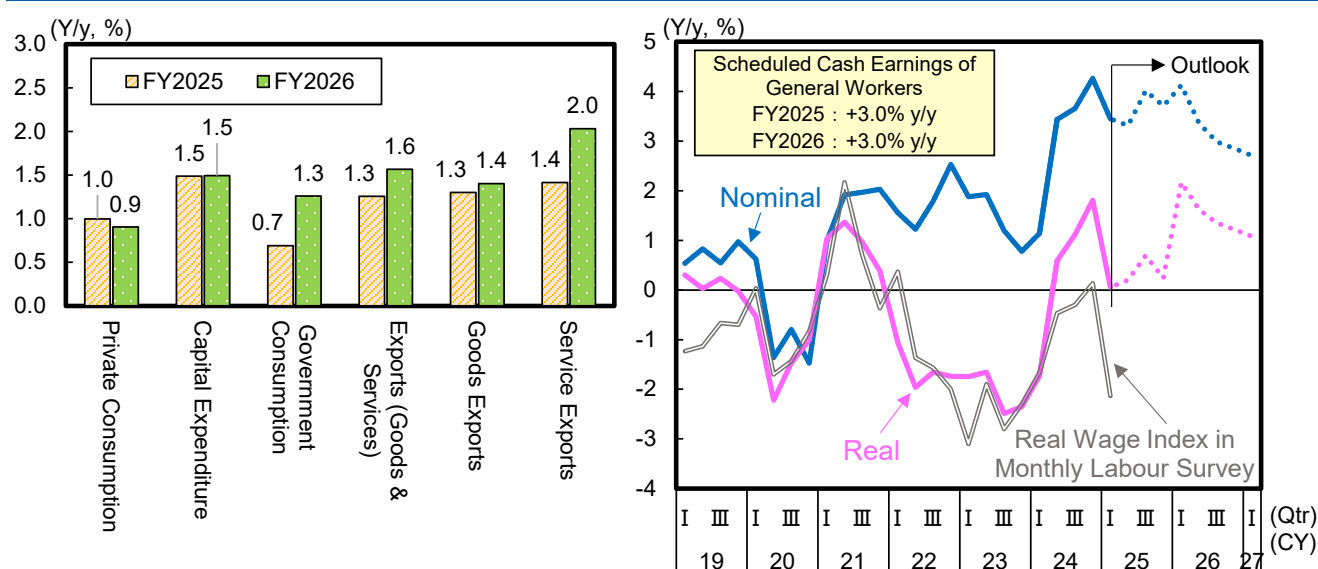 (Y/y, %)
3.0
2.5
2.0
1.5
1.0
0.5
0.0
FY2025
FY2026
1.0
0.9
1.5
1.5
0.7
1.3
1.3
1.6
1.3
1.4
1.4
2.0
Private Consumption
Capital Expenditure
Government
Consumption
Exports (Goods &
Services)
Goods Exports
Service Exports
(Y/y, %)
5
4
3
2
1
0
-1
-2
-3
-4
Scheduled Cash Earnings of
General Workers
FY2025 : +3.0% y/y
FY2026 : +3.0% y/y
Outlook
Nominal
Real
Real Wage Index in
Monthly Labour Survey
Ⅰ Ⅲ Ⅰ Ⅲ Ⅰ Ⅲ Ⅰ Ⅲ Ⅰ Ⅲ Ⅰ Ⅲ Ⅰ Ⅲ Ⅰ Ⅲ Ⅰ (Qtr)
19 20 21 22 23 24 25 26 27 (CY)